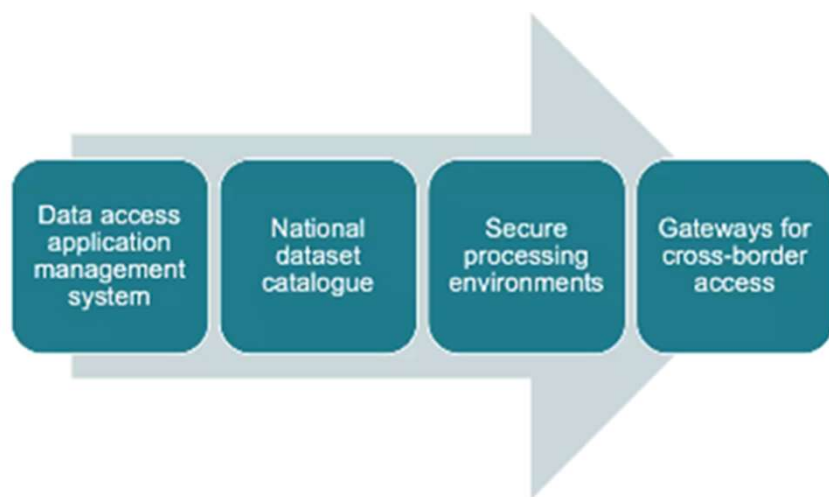 Data access
application
management
system
National
dataset
catalogue
Secure
processing
environments
Gateways for
cross-border
access